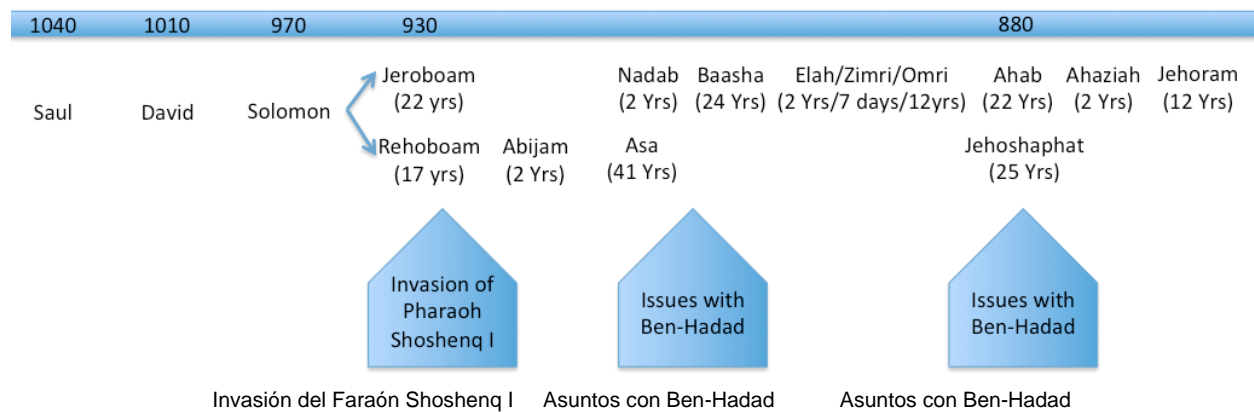 1040 1010 970 930 880
Jeroboam Nadab Baasha Elah/Zimri/Omri Ahab Ahaziah Jehoram
(22 yrs) (2 Yrs) (24 Yrs) (2 Yrs/7 days/12yrs) (22 Yrs) (2 Yrs) (12 Yrs)
Saul David Solomon
Rehoboam Abijam Asa Jehoshaphat
(17 yrs) (2 Yrs) (41 Yrs) (25 Yrs)
Invasion of
Pharaoh
Shoshenq I
Issues with
Ben-Hadad
Issues with
Ben-Hadad
Invasión del Faraón Shoshenq I Asuntos con Ben-Hadad Asuntos con Ben-Hadad